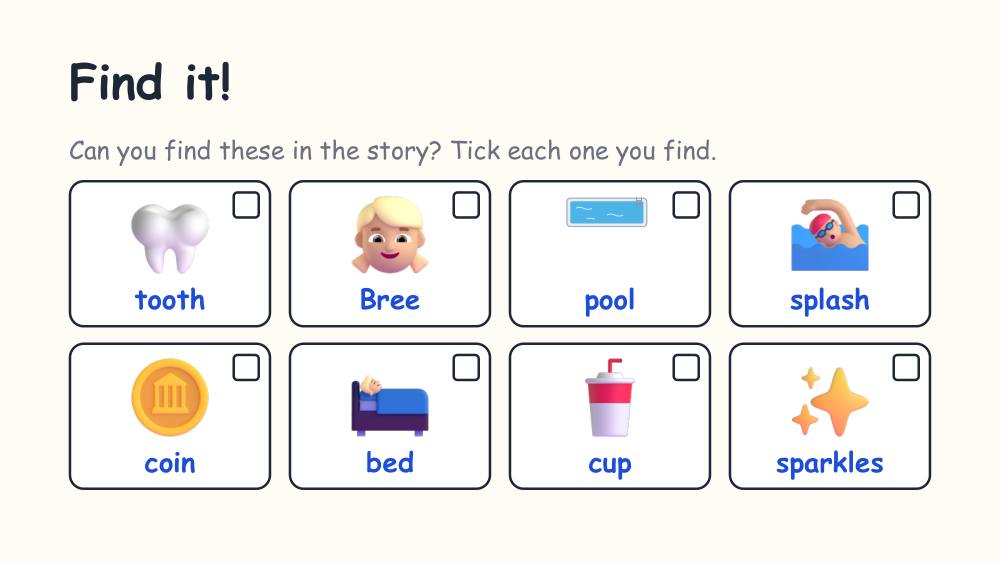 Find it!
Can you find these in the story? Tick each one you find.
tooth
Bree
pool
splash
coin
bed
cup
sparkles